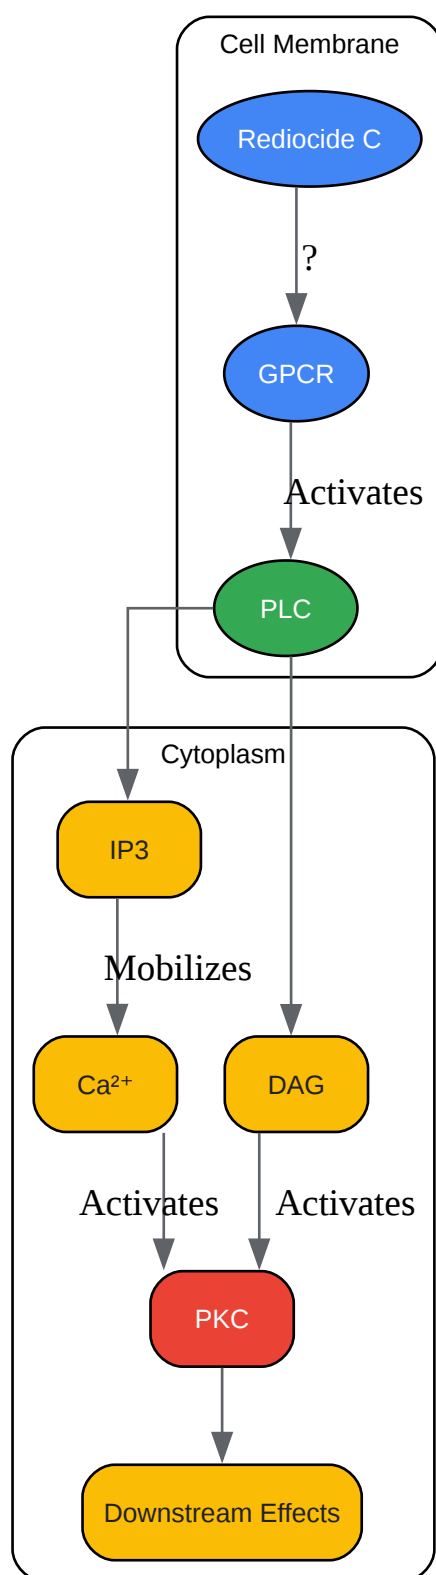 Cell Membrane
Rediocide C
?
GPCR
Activates
PLC
Cytoplasm
IP3
Mobilizes
Ca²⁺
DAG
Activates
Activates
PKC
Downstream Effects